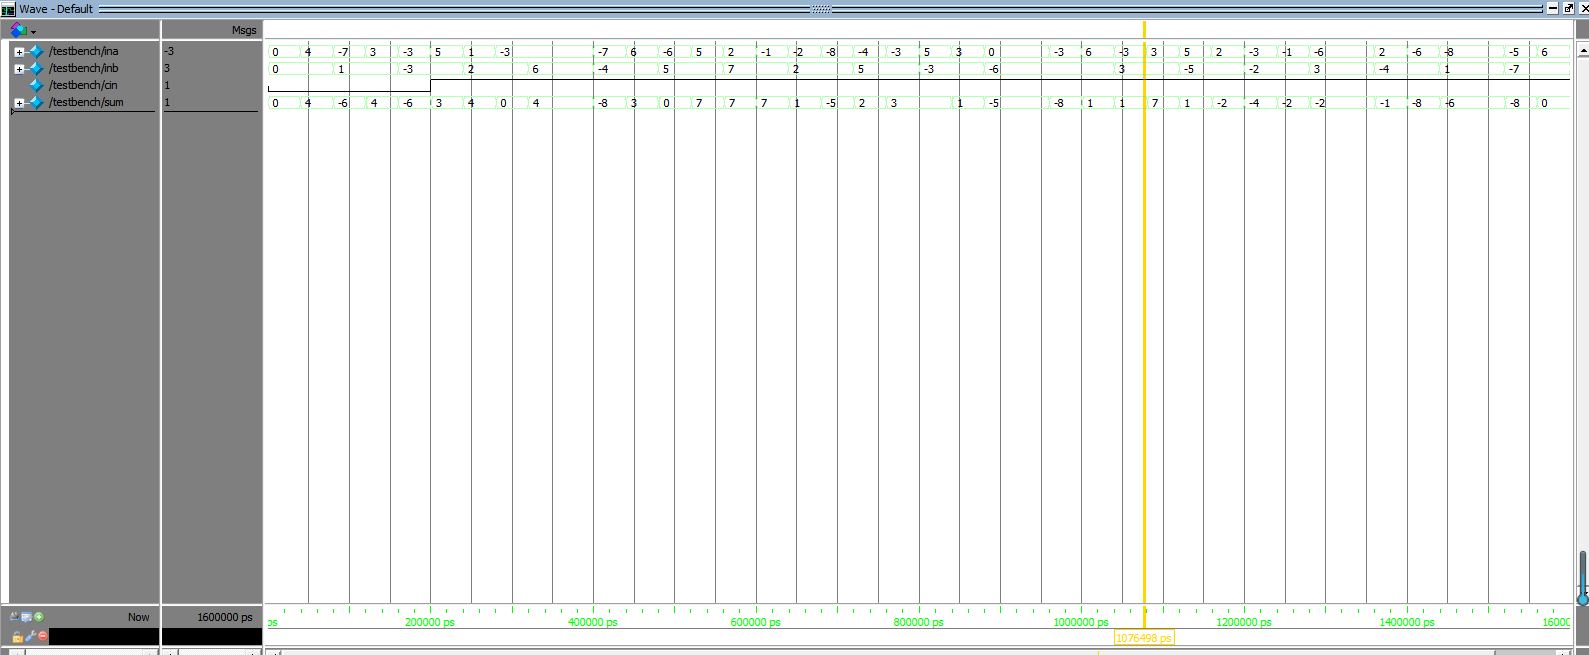 Wave - Default
Msgs
/testbench/ina -3 0 4 -7 3 -3 5 1 -3 -7 6 -6 5 2 -1 -2 -8 -4 -3 5 3 0 -3 6 -3 3 5 2 -3 -1 -6 2 -6 -8 -5 6
/testbench/inb 3 0 1 -3 2 6 -4 5 7 2 5 -3 -6 3 -5 -2 3 -4 1 -7
/testbench/cin 1
/testbench/sum 1 0 4 -6 4 -6 3 4 0 4 -8 3 0 7 7 7 1 -5 2 3 1 -5 -8 1 1 7 1 -2 -4 -2 -2 -1 -8 -6 -8 0
Now 1600000 ps ps 200000 ps 400000 ps 600000 ps 800000 ps 1000000 ps 1200000 ps 1400000 ps 16000
1076498 ps